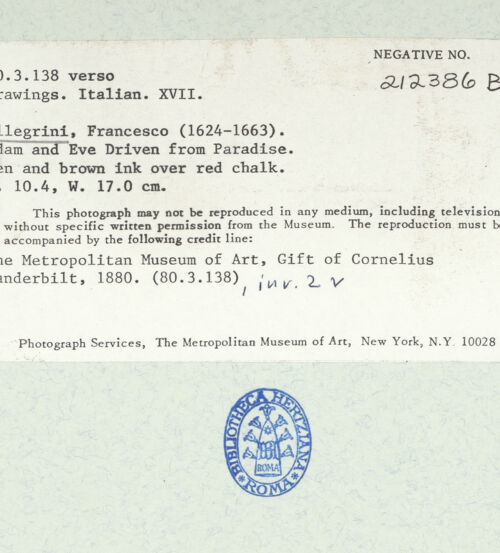 NEGATIVE NO.
212386 B
0.3.138 verso
rawings. Italian. XVII.
llegrini, Francesco (1624-1663).
dam and Eve Driven from Paradise.
en and brown ink over red chalk.
. 10.4, W. 17.0 cm.
This photograph may not be reproduced in any medium, including television
without specific written permission from the Museum. The reproduction must be
accompanied by the following credit line:
he Metropolitan Museum of Art, Gift of Cornelius
anderbilt, 1880. (80.3.138), inv. 2 v
Photograph Services, The Metropolitan Museum of Art, New York, N.Y. 10028
BIBLIOTHECA HERTZIANA
ROMA
ROMA